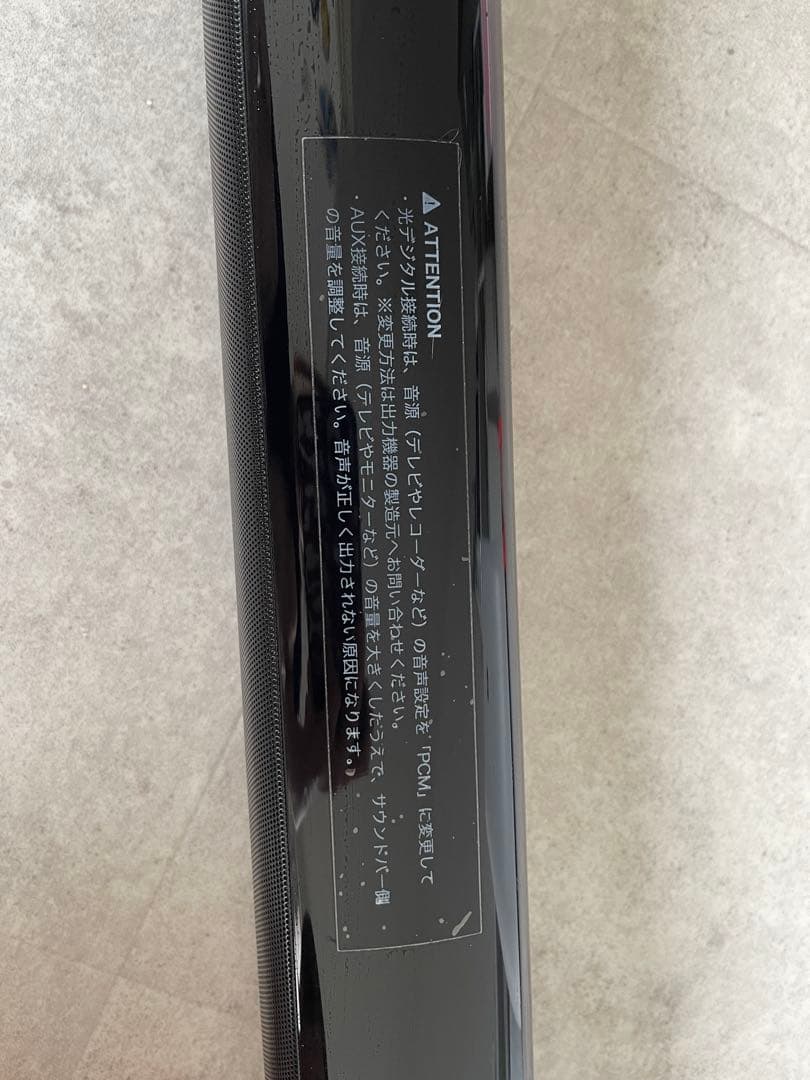 ⚠ ATTENTION
・光デジタル接続時は、音源（テレビやレコーダーなど）の音声設定を「PCM」に変更して
ください。※変更方法は出力機器の製造元へお問い合わせください。
・AUX接続時は、音源（テレビやモニターなど）の音量を大きくしたうえで、サウンドバー側
の音量を調整してください。音声が正しく出力されない原因になります。